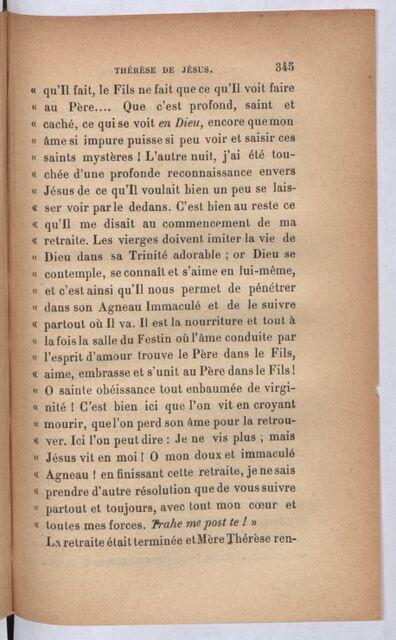 THÉRÈSE DE JÉSUS. 345
« qu'Il fait, le Fils ne fait que ce qu'Il voit faire
« au Père.... Que c'est profond, saint et
« caché, ce qui se voit en Dieu, encore que mon
« âme si impure puisse si peu voir et saisir ces
« saints mystères ! L'autre nuit, j'ai été tou-
« chée d'une profonde reconnaissance envers
« Jésus de ce qu'Il voulait bien un peu se lais-
« ser voir par le dedans. C'est bien au reste ce
« qu'Il me disait au commencement de ma
« retraite. Les vierges doivent imiter la vie de
« Dieu dans sa Trinité adorable ; or Dieu se
« contemple, se connaît et s'aime en lui-même,
« et c'est ainsi qu'Il nous permet de pénétrer
« dans son Agneau Immaculé et de le suivre
« partout où Il va. Il est la nourriture et tout à
« la fois la salle du Festin où l'âme conduite par
« l'esprit d'amour trouve le Père dans le Fils,
« aime, embrasse et s'unit au Père dans le Fils !
« O sainte obéissance tout enbaumée de virgi-
« nité ! C'est bien ici que l'on vit en croyant
« mourir, que l'on perd son âme pour la retrou-
« ver. Ici l'on peut dire : Je ne vis plus ; mais
« Jésus vit en moi ! O mon doux et immaculé
« Agneau ! en finissant cette retraite, je ne sais
« prendre d'autre résolution que de vous suivre
« partout et toujours, avec tout mon cœur et
« toutes mes forces. Trahe me post te ! »
La retraite était terminée et Mère Thérèse ren-